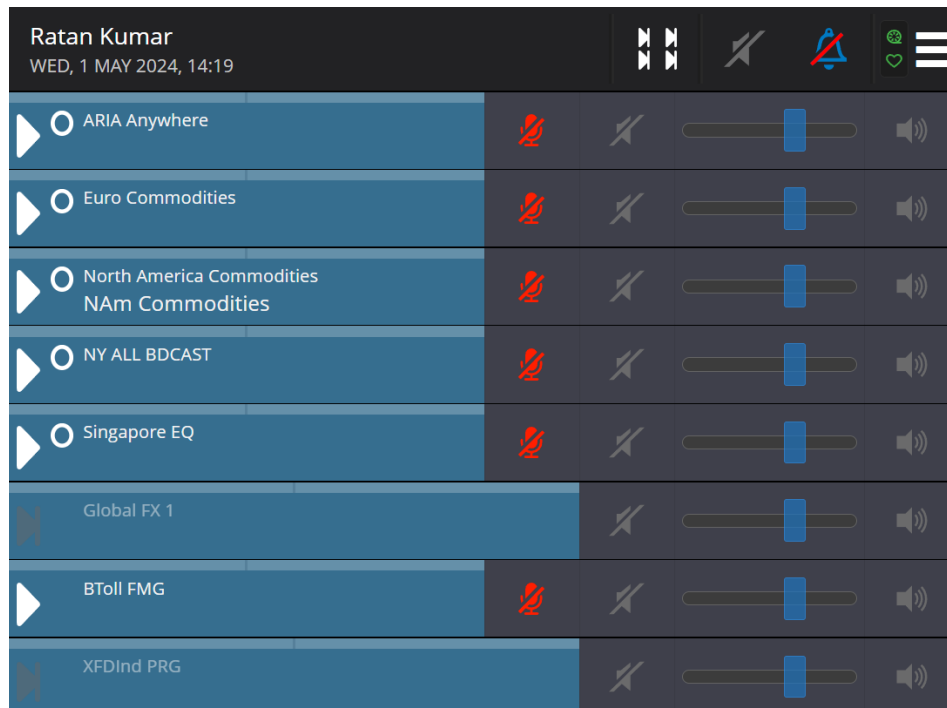 Ratan Kumar
WED, 1 MAY 2024, 14:19
ARIA Anywhere
Euro Commodities
North America Commodities
NAm Commodities
NY ALL BDCAST
Singapore EQ
Global FX 1
BToll FMG
XFDInd PRG